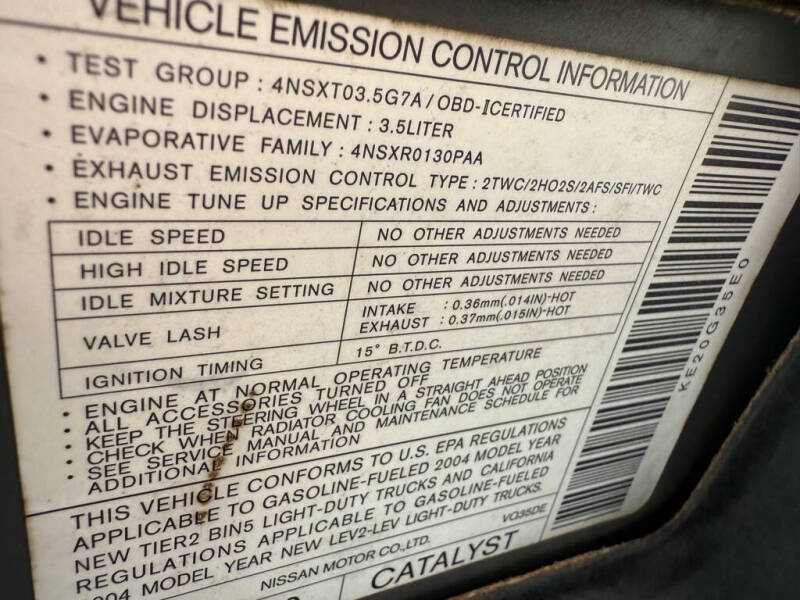 VEHICLE EMISSION CONTROL INFORMATION
• TEST GROUP : 4NSXT03.5G7A / OBD-II CERTIFIED
• ENGINE DISPLACEMENT : 3.5LITER
• EVAPORATIVE FAMILY : 4NSXR0130PAA
• EXHAUST EMISSION CONTROL TYPE : 2TWC/2HO2S/2AFS/SFI/TWC
• ENGINE TUNE UP SPECIFICATIONS AND ADJUSTMENTS :
IDLE SPEED NO OTHER ADJUSTMENTS NEEDED
HIGH IDLE SPEED NO OTHER ADJUSTMENTS NEEDED
IDLE MIXTURE SETTING NO OTHER ADJUSTMENTS NEEDED
VALVE LASH INTAKE : 0.36mm(.014IN)-HOT
EXHAUST : 0.37mm(.015IN)-HOT
IGNITION TIMING 15° B.T.D.C.
• ENGINE AT NORMAL OPERATING TEMPERATURE
• ALL ACCESSORIES TURNED OFF
• KEEP THE STEERING WHEEL IN A STRAIGHT AHEAD POSITION
• CHECK WHEN RADIATOR COOLING FAN DOES NOT OPERATE
• SEE SERVICE MANUAL AND MAINTENANCE SCHEDULE FOR
ADDITIONAL INFORMATION
THIS VEHICLE CONFORMS TO U.S. EPA REGULATIONS
APPLICABLE TO GASOLINE-FUELED 2004 MODEL YEAR
NEW TIER2 BIN5 LIGHT-DUTY TRUCKS AND CALIFORNIA
REGULATIONS APPLICABLE TO GASOLINE-FUELED
2004 MODEL YEAR NEW LEV2-LEV LIGHT-DUTY TRUCKS.
NISSAN MOTOR CO.,LTD. VQ35DE
CATALYST
KE20G35E0